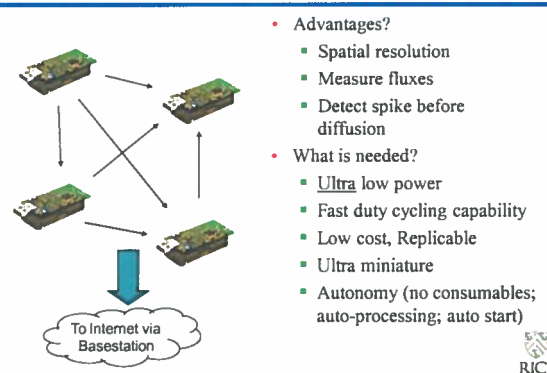 • Advantages?
▪ Spatial resolution
▪ Measure fluxes
▪ Detect spike before
diffusion
• What is needed?
▪ Ultra low power
▪ Fast duty cycling capability
▪ Low cost, Replicable
▪ Ultra miniature
▪ Autonomy (no consumables;
auto-processing; auto start)
To Internet via
Basestation
RIC